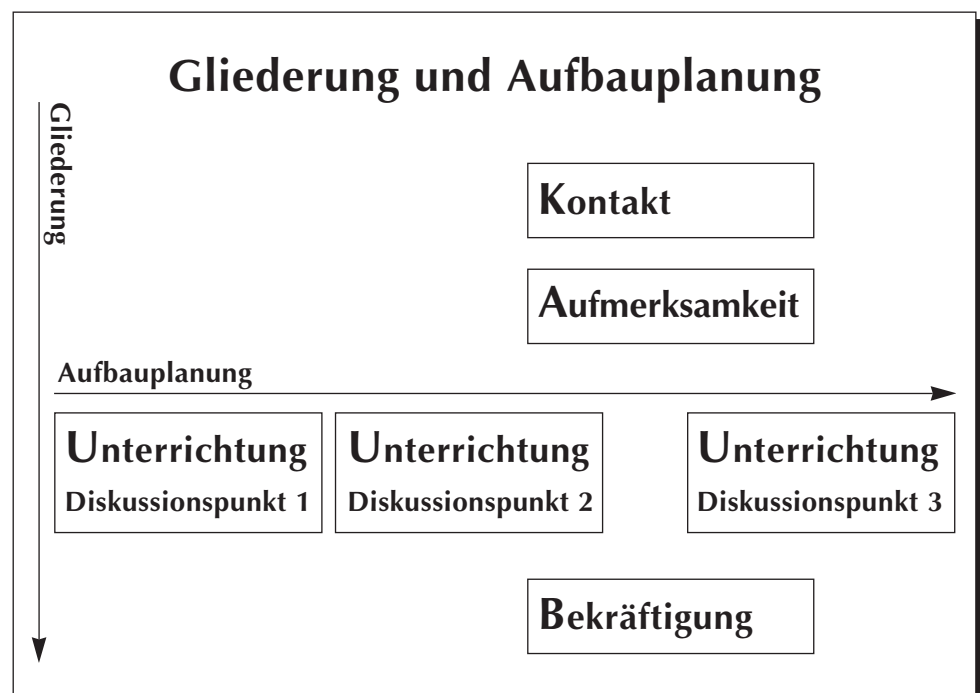 Gliederung und Aufbauplanung
Gliederung
Kontakt
Aufmerksamkeit
Aufbauplanung
Unterrichtung
Diskussionspunkt 1
Unterrichtung
Diskussionspunkt 2
Unterrichtung
Diskussionspunkt 3
Bekräftigung